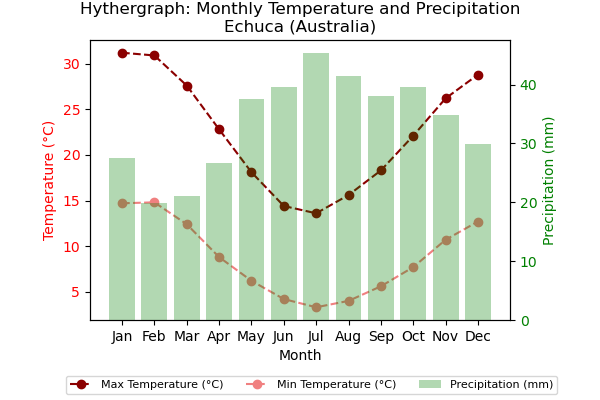 Hythergraph: Monthly Temperature and Precipitation
Echuca (Australia)
Temperature (°C)
30
25
20
15
10
5
40
30
20
10
0
Precipitation (mm)
Jan Feb Mar Apr May Jun Jul Aug Sep Oct Nov Dec
Month
Max Temperature (°C) Min Temperature (°C) Precipitation (mm)